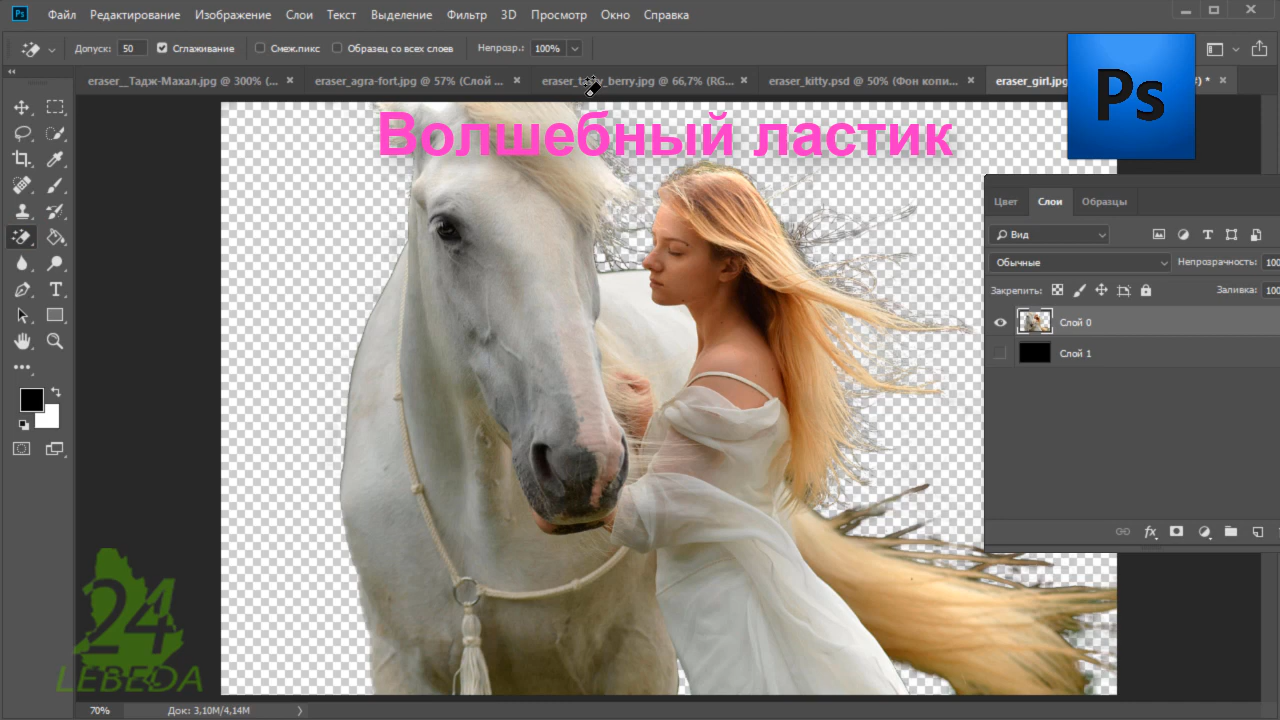 Ps Файл Редактирование Изображение Слои Текст Выделение Фильтр 3D Просмотр Окно Справка
Допуск: 50 Сглаживание Смеж.пикс Образец со всех слоев Непрозр.: 100%
eraser__Тадж-Махал.jpg @ 300% (... eraser_agra-fort.jpg @ 57% (Слой ... berry.jpg @ 66,7% (RG... eraser_kitty.psd @ 50% (Фон копи... eraser_girl.jpg *
Ps
Волшебный ластик
Цвет Слои Образцы
Вид
Обычные Непрозрачность: 100
Закрепить: Заливка: 100
Слой 0
Слой 1
fx
24
LEBEDA
70% Док: 3,10M/4,14M